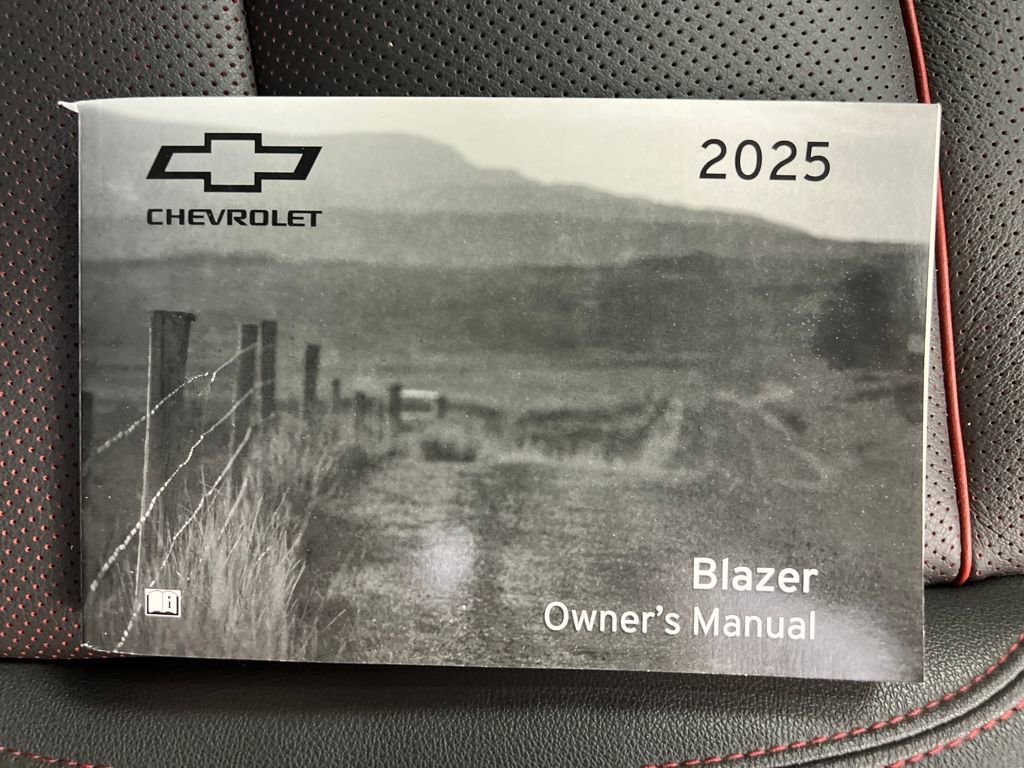 CHEVROLET
2025
Blazer
Owner's Manual